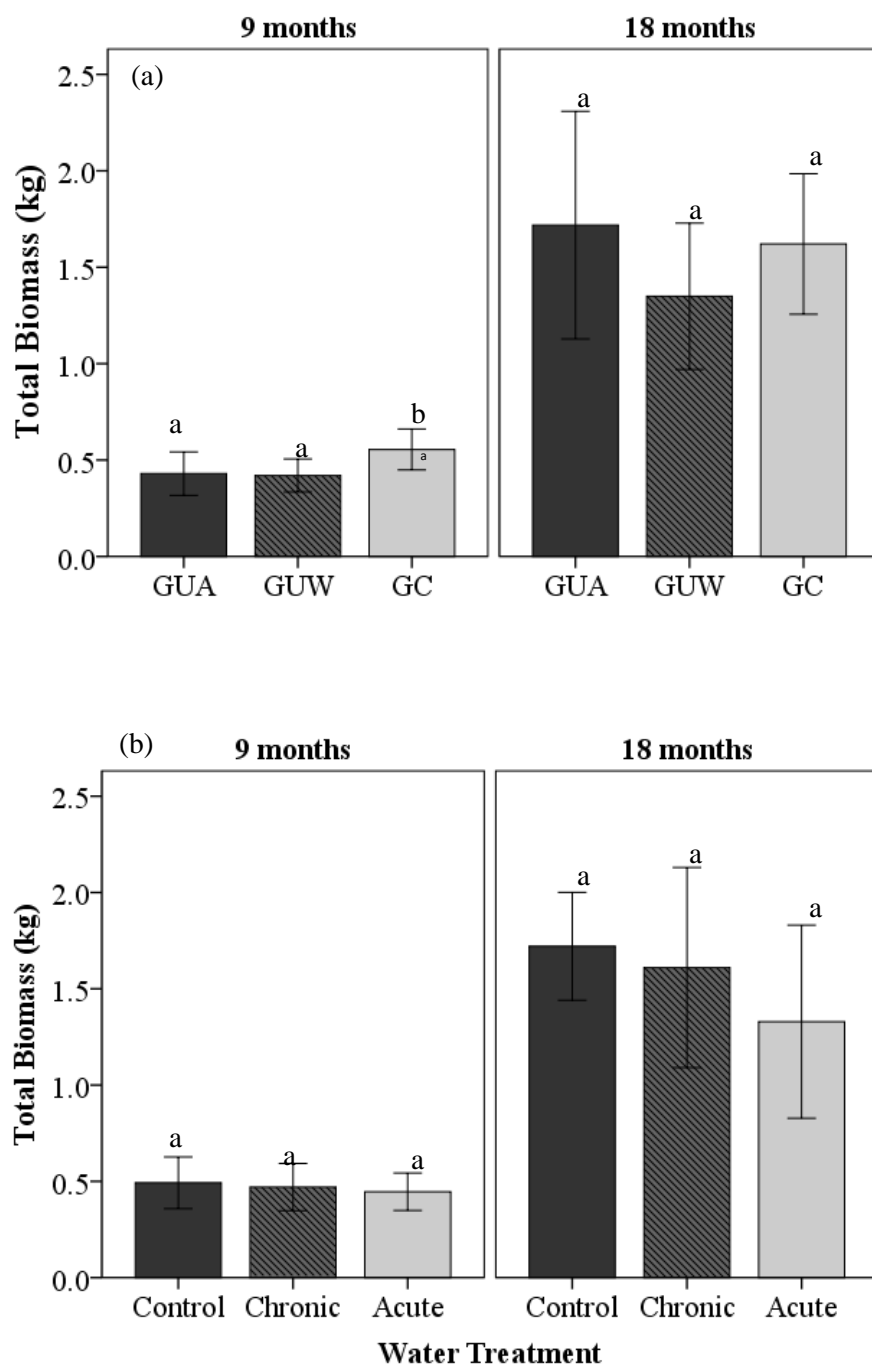 9 months 18 months
(a)
Total Biomass (kg)
2.5
2.0
1.5
1.0
0.5
0.0
a a b a
a a a
GUA GUW GC GUA GUW GC
(b)
9 months 18 months
Total Biomass (kg)
2.5
2.0
1.5
1.0
0.5
0.0
a a a
a a a
Control Chronic Acute Control Chronic Acute
Water Treatment